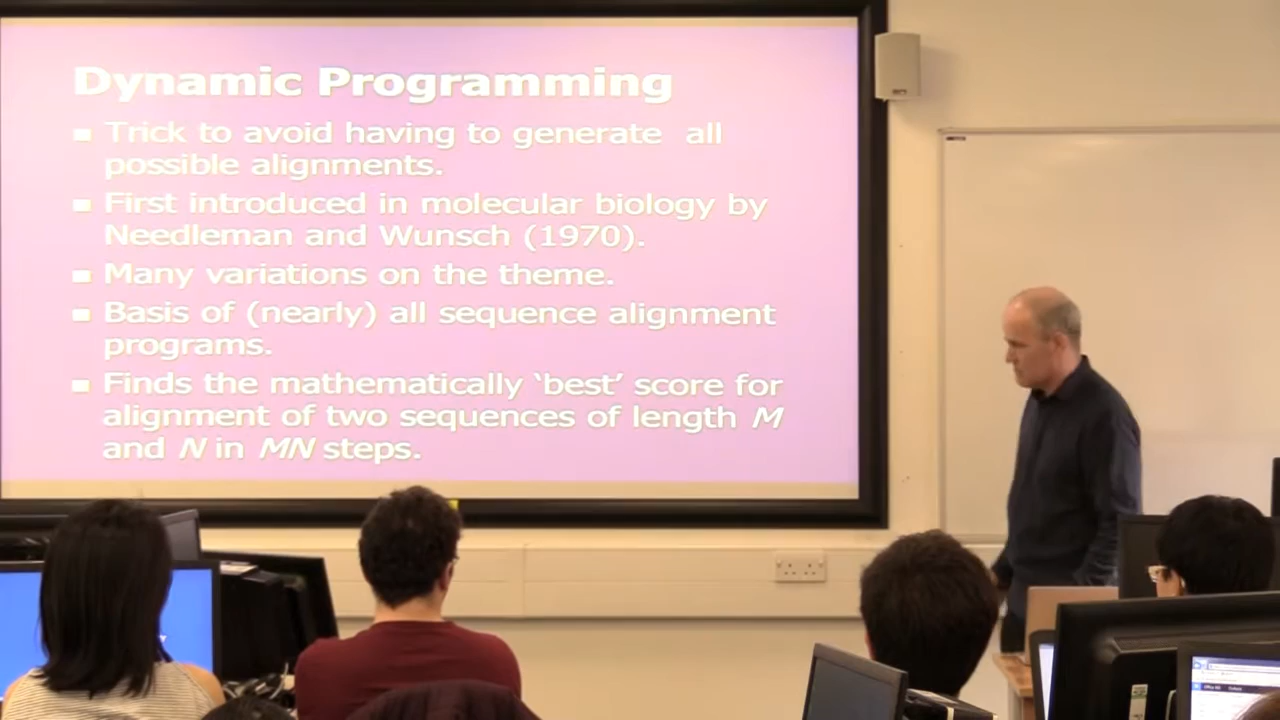 Dynamic Programming
Trick to avoid having to generate all
possible alignments.
First introduced in molecular biology by
Needleman and Wunsch (1970).
Many variations on the theme.
Basis of (nearly) all sequence alignment
programs.
Finds the mathematically ‘best’ score for
alignment of two sequences of length M
and N in MN steps.